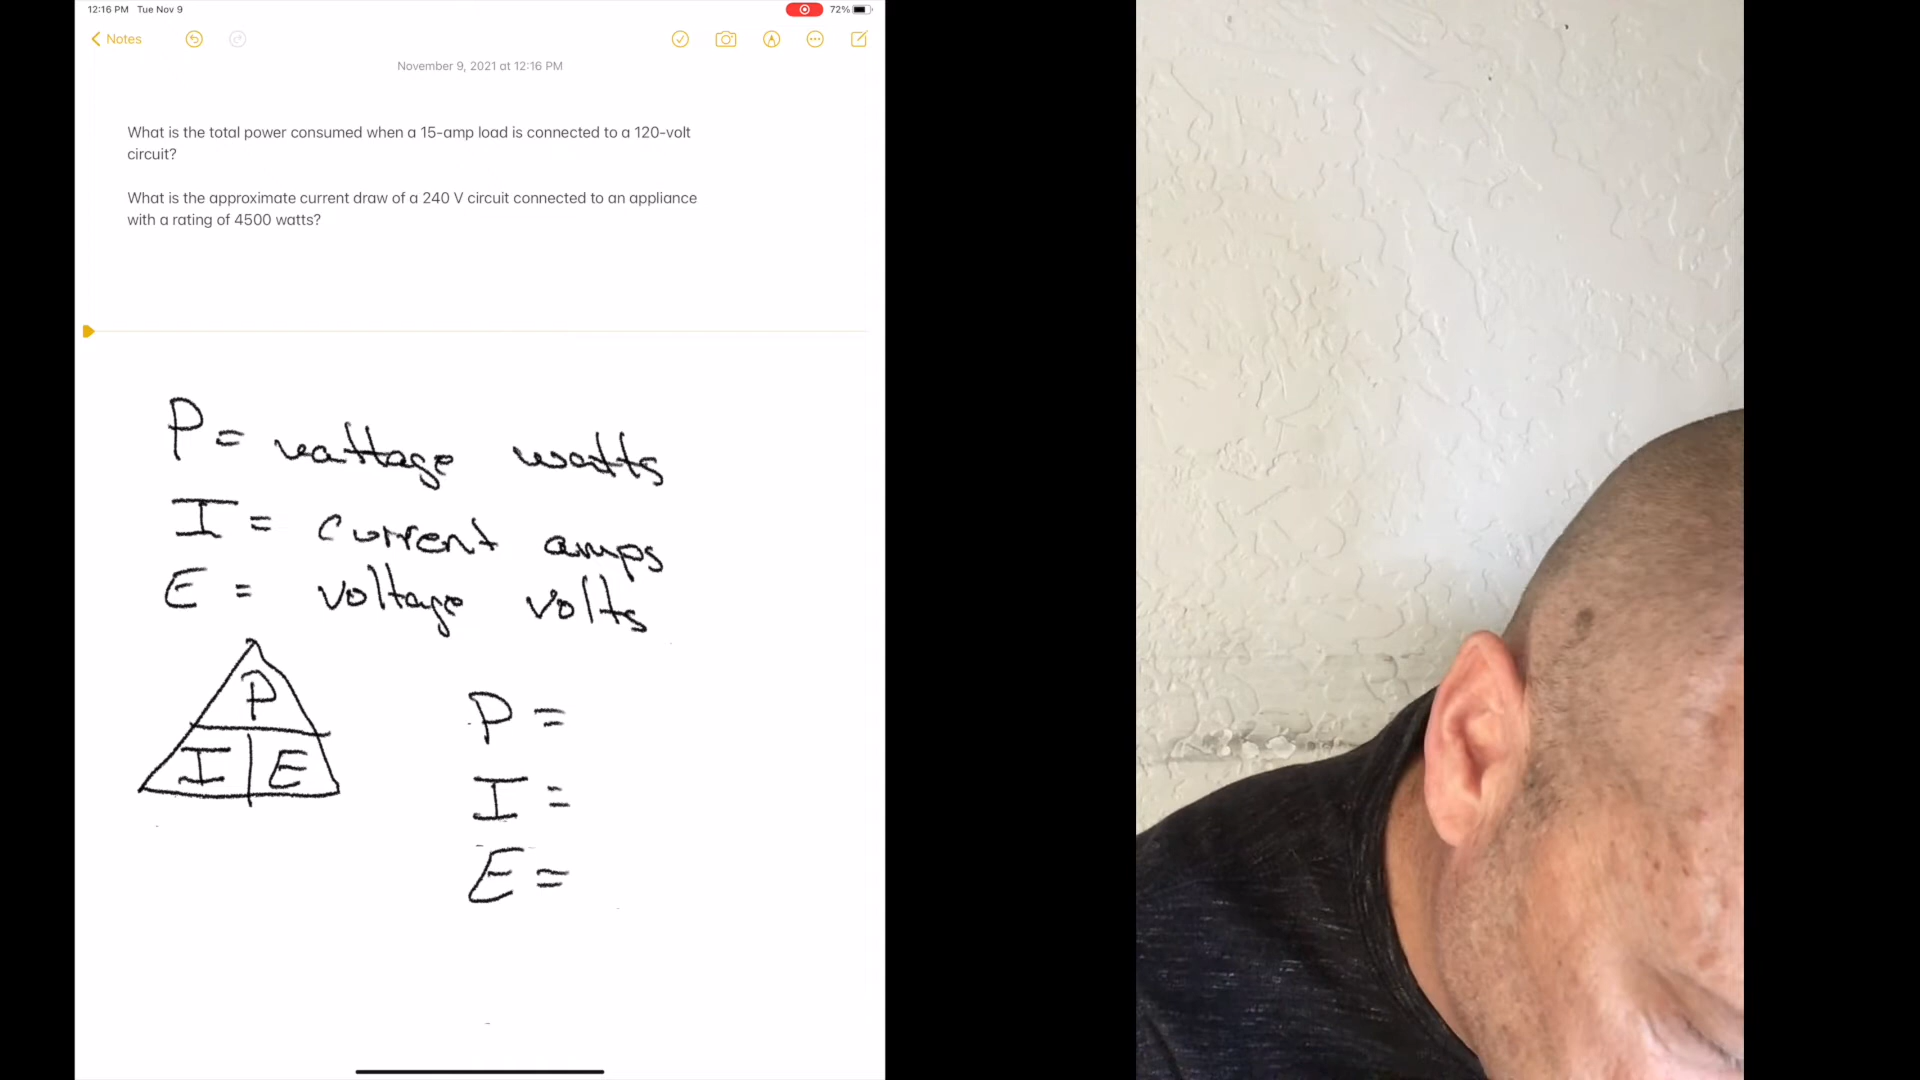 12:16 PM Tue Nov 9
72%
Notes
November 9, 2021 at 12:16 PM
What is the total power consumed when a 15-amp load is connected to a 120-volt
circuit?
What is the approximate current draw of a 240 V circuit connected to an appliance
with a rating of 4500 watts?
P = wattage watts
I = current amps
E = voltage volts
P
I E
P =
I =
E =